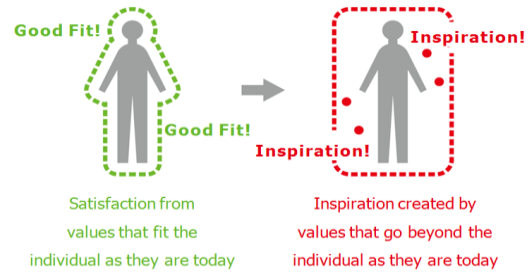 Good Fit!
Good Fit!
Satisfaction from
values that fit the
individual as they are today
Inspiration!
Inspiration!
Inspiration created by
values that go beyond the
individual as they are today